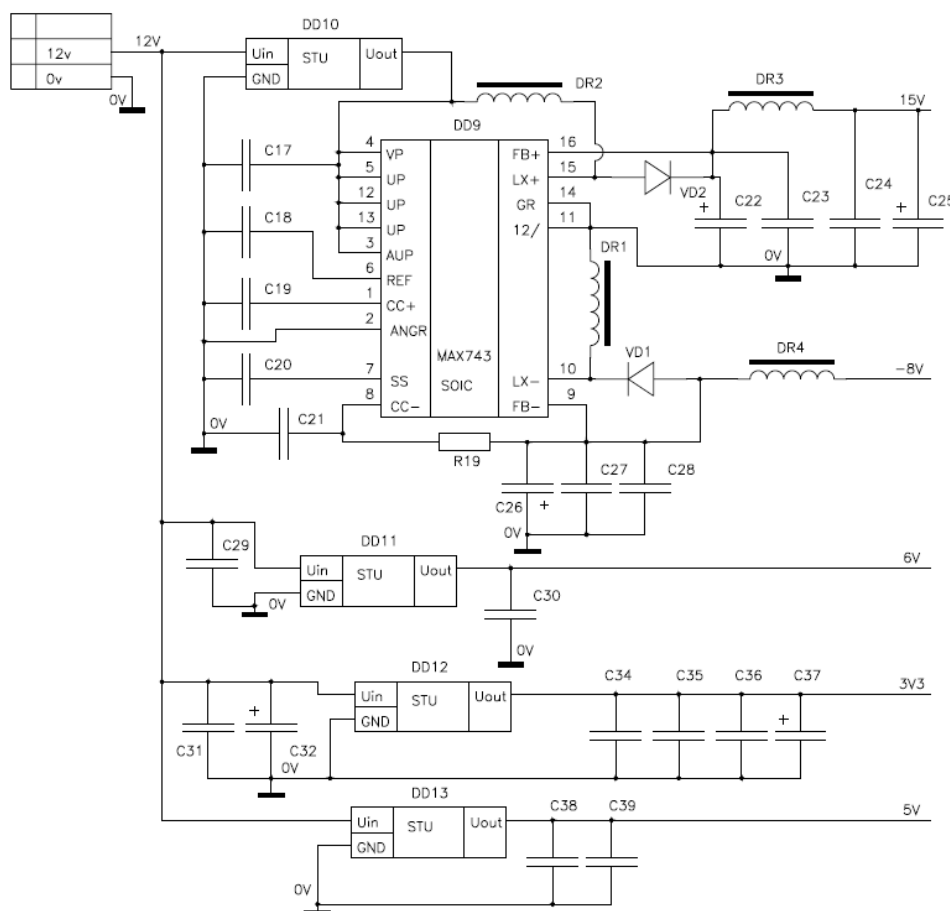 DD10
12V
12v
Uin
STU
Uout
0v
GND
0V
DR2
DR3
15V
DD9
C17
4
VP
FB+
16
5
UP
LX+
15
VD2
C22
C23
C24
C25
12
UP
GR
14
+
+
13
UP
12/
11
C18
3
AUP
DR1
0V
6
REF
C19
1
CC+
2
ANGR
MAX743
VD1
DR4
-8V
C20
7
SS
SOIC
LX-
10
8
CC-
FB-
9
0V
C21
R19
C27
C28
C26
+
0V
C29
DD11
Uin
STU
Uout
6V
GND
0V
C30
0V
DD12
C34
C35
C36
C37
3V3
Uin
STU
Uout
+
GND
+
C31
C32
0V
DD13
C38
C39
5V
Uin
STU
Uout
GND
0V